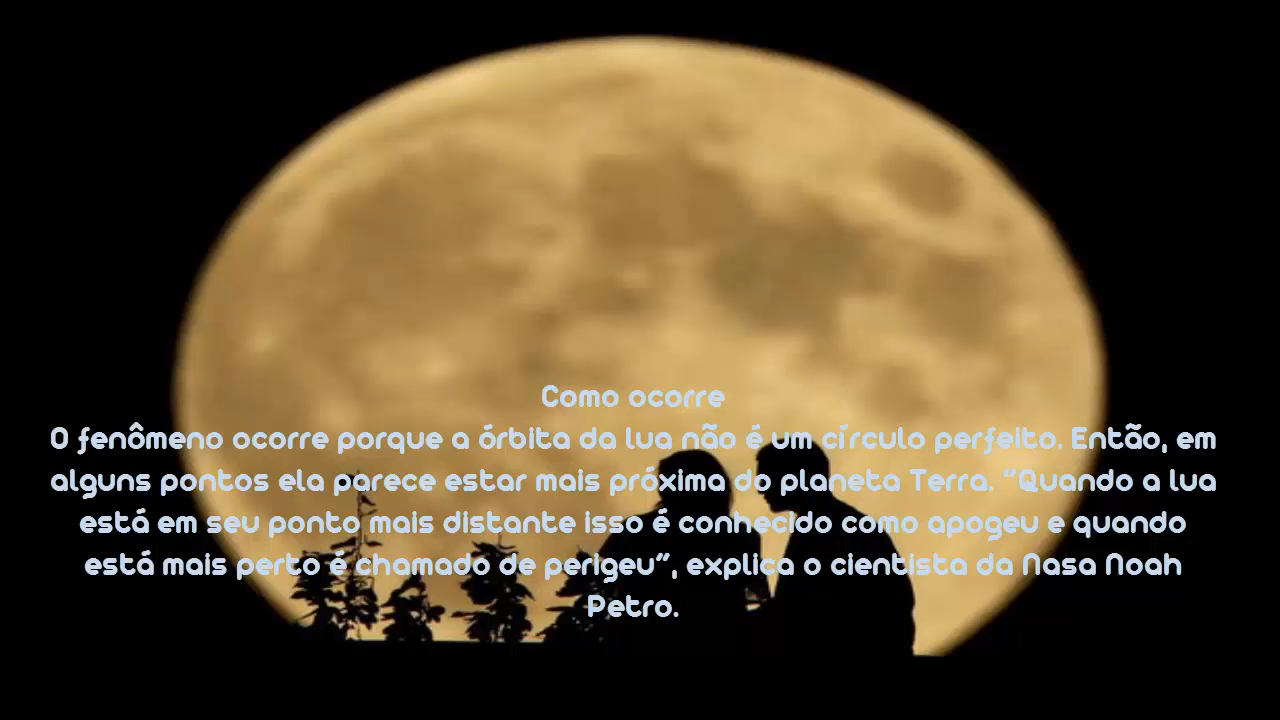 Como ocorre
O fenômeno ocorre porque a órbita da lua não é um círculo perfeito. Então, em
alguns pontos ela parece estar mais próxima do planeta Terra. “Quando a lua
está em seu ponto mais distante isso é conhecido como apogeu e quando
está mais perto é chamado de perigeu”, explica o cientista da Nasa Noah
Petro.